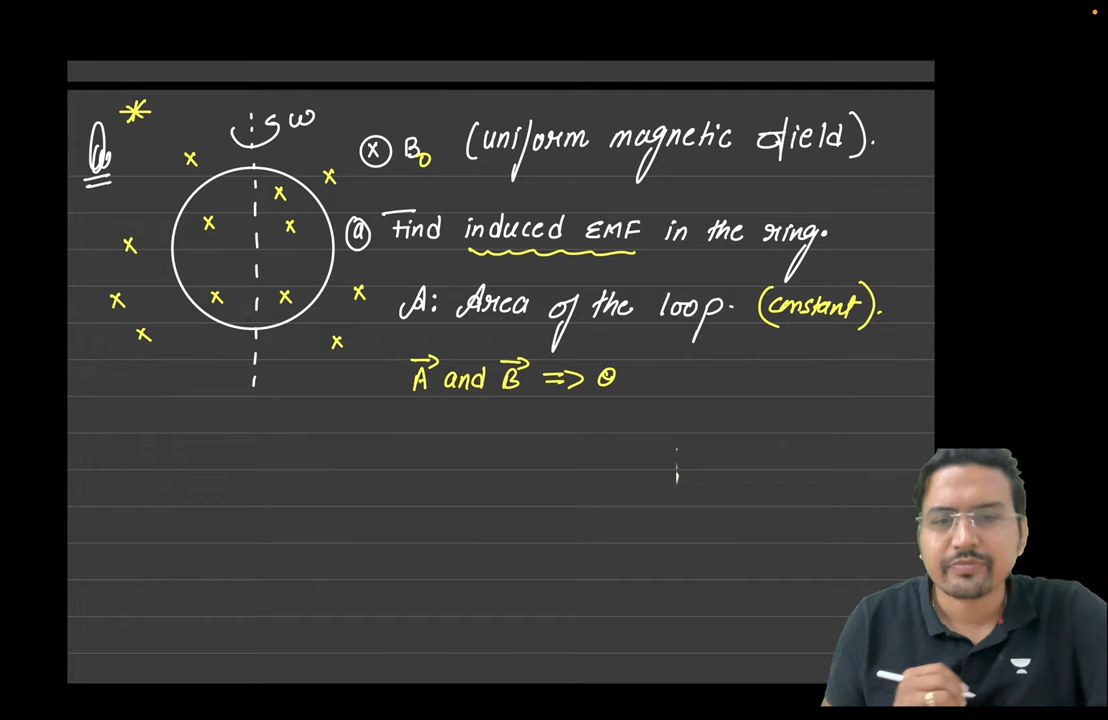 Q * ω ⓧ B₀ (uniform magnetic field).
ⓐ Find induced EMF in the ring.
A: Area of the loop. (constant).
A⃗ and B⃗ => θ